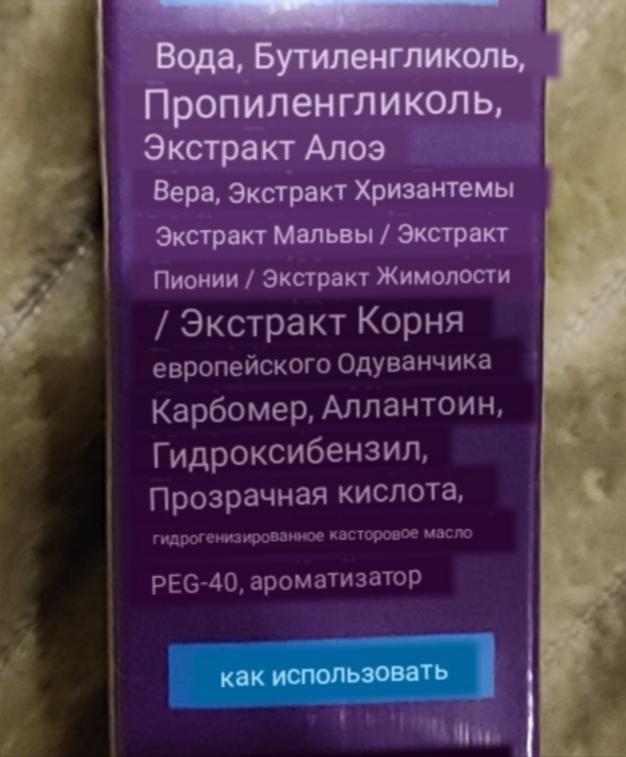 Вода, Бутиленгликоль,
Пропиленгликоль,
Экстракт Алоэ
Вера, Экстракт Хризантемы
Экстракт Мальвы / Экстракт
Пионии / Экстракт Жимолости
/ Экстракт Корня
европейского Одуванчика
Карбомер, Аллантоин,
Гидроксибензил,
Прозрачная кислота,
гидрогенизированное касторовое масло
PEG-40, ароматизатор
как использовать